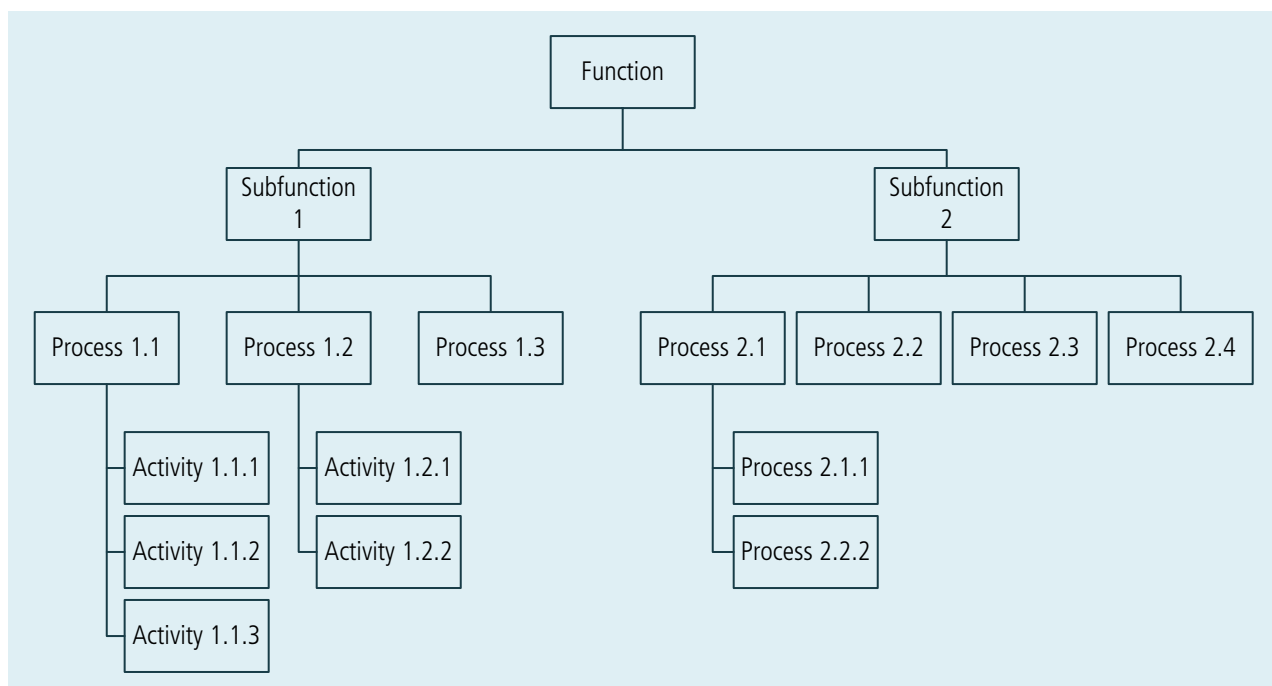 Function
Subfunction
1
Subfunction
2
Process 1.1
Process 1.2
Process 1.3
Process 2.1
Process 2.2
Process 2.3
Process 2.4
Activity 1.1.1
Activity 1.2.1
Process 2.1.1
Activity 1.1.2
Activity 1.2.2
Process 2.2.2
Activity 1.1.3